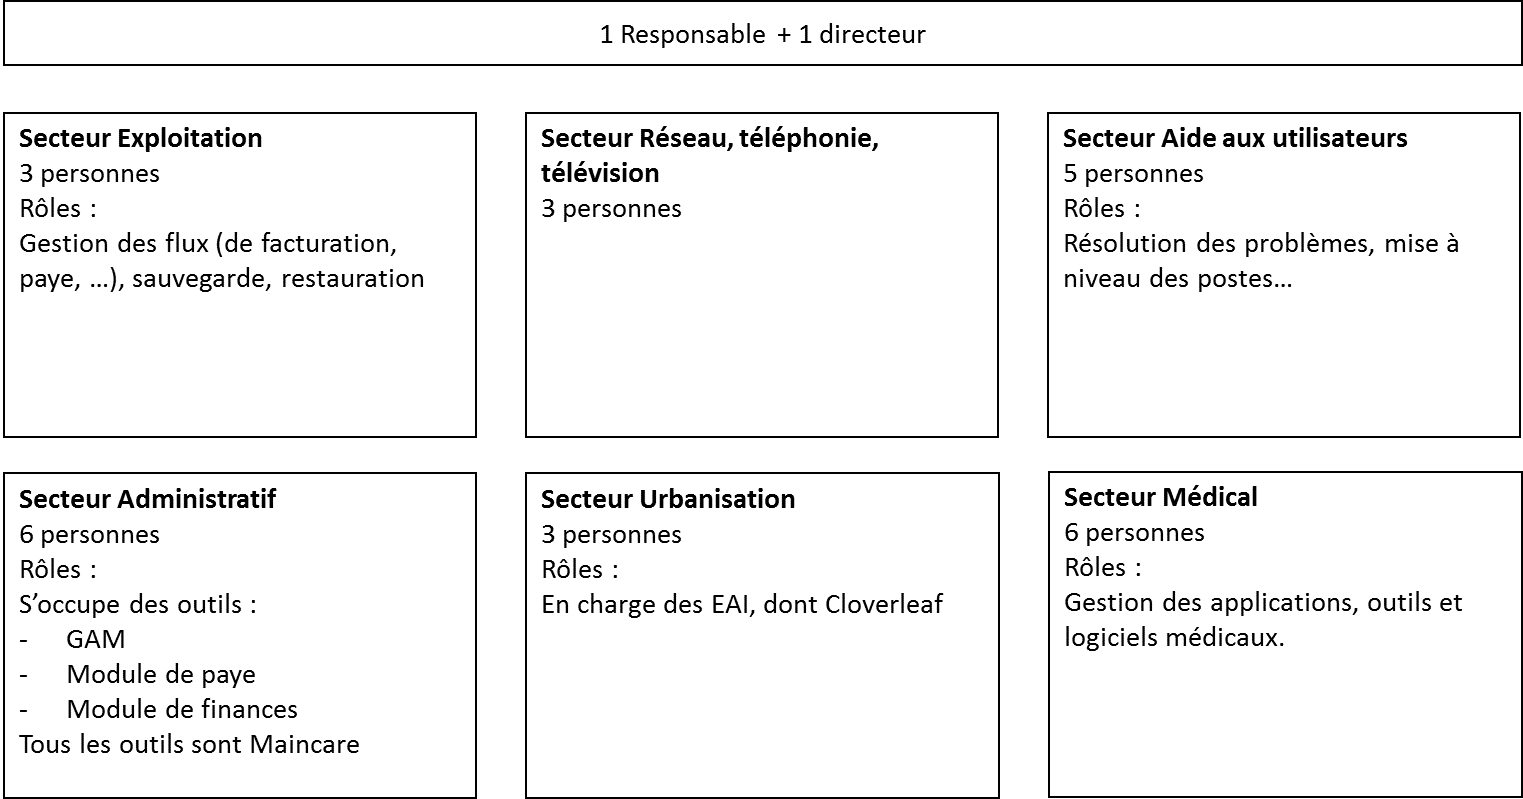 1 Responsable + 1 directeur
Secteur Exploitation
3 personnes
Rôles :
Gestion des flux (de facturation,
paye, …), sauvegarde, restauration
Secteur Réseau, téléphonie,
télévision
3 personnes
Secteur Aide aux utilisateurs
5 personnes
Rôles :
Résolution des problèmes, mise à
niveau des postes…
Secteur Administratif
6 personnes
Rôles :
S’occupe des outils :
- GAM
- Module de paye
- Module de finances
Tous les outils sont Maincare
Secteur Urbanisation
3 personnes
Rôles :
En charge des EAI, dont Cloverleaf
Secteur Médical
6 personnes
Rôles :
Gestion des applications, outils et
logiciels médicaux.